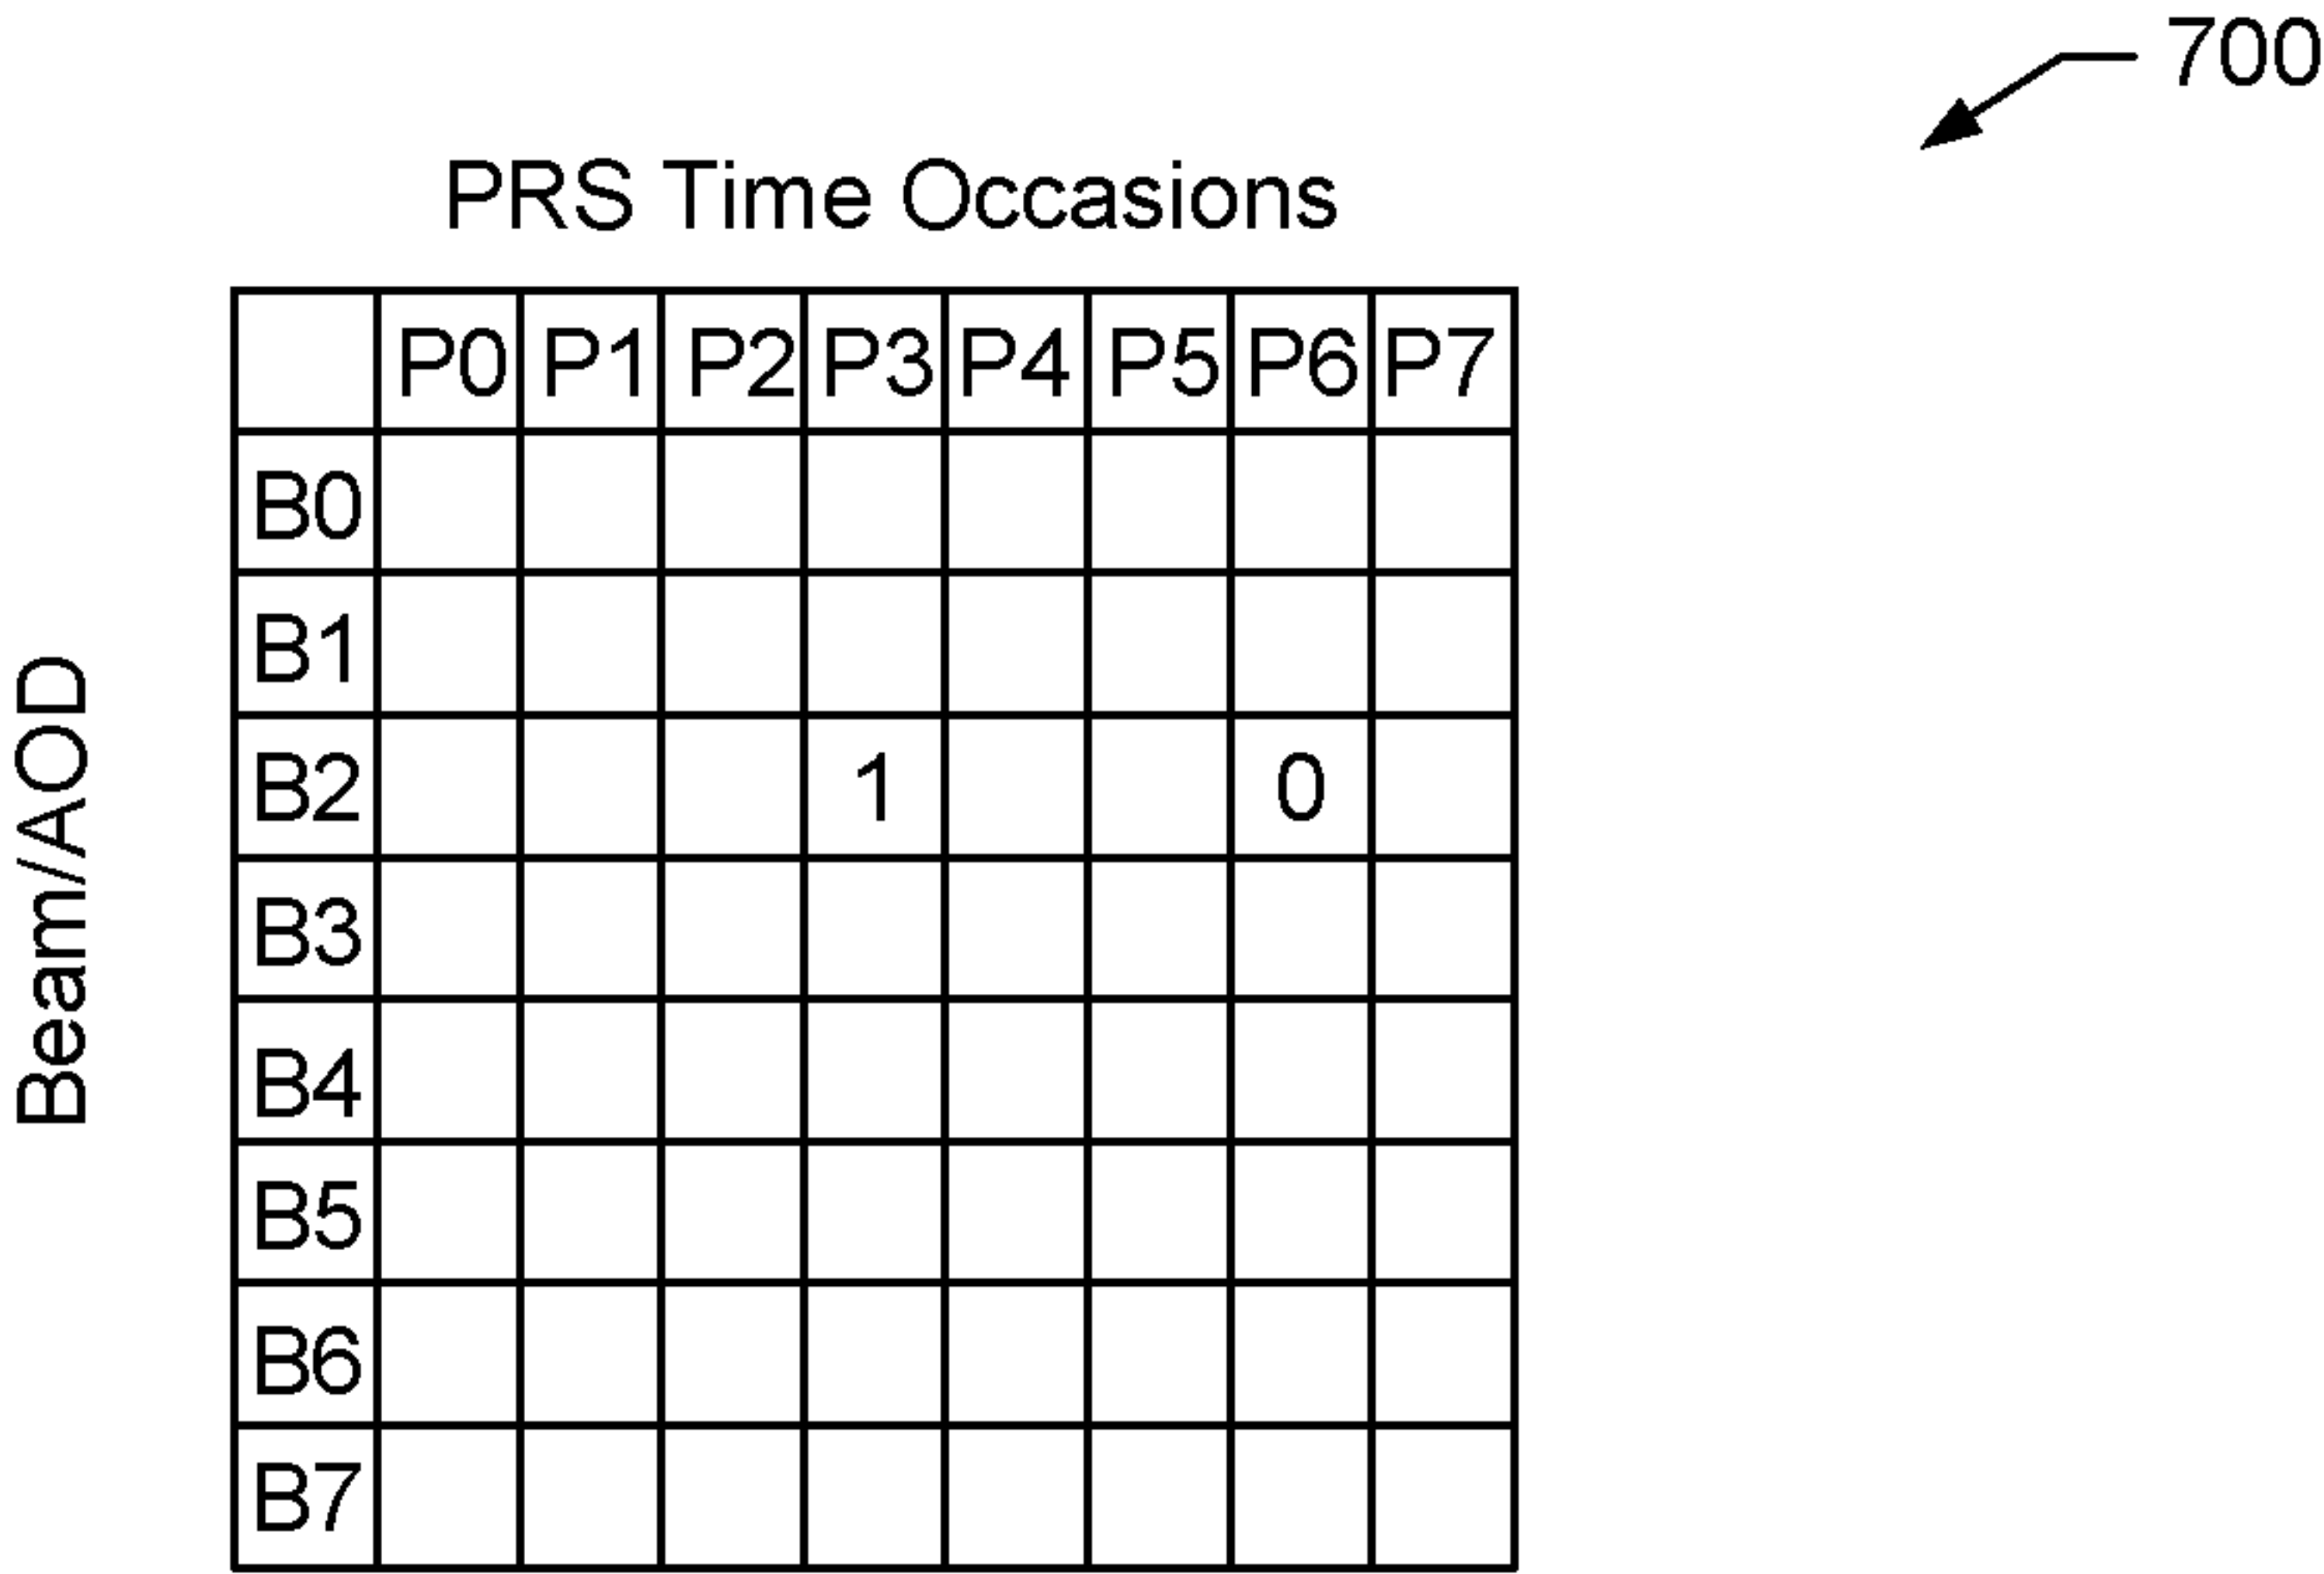 700
PRS Time Occasions
P0 P1 P2 P3 P4 P5 P6 P7
Beam/AOD
B0
B1
B2 1 0
B3
B4
B5
B6
B7